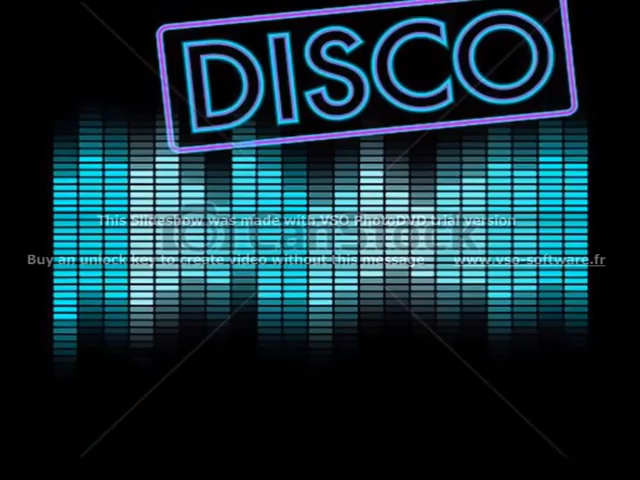 DISCO
This Slideshow was made with VSO PhotoDVD trial version
CanStock
Buy an unlock key to create video without this message www.vso-software.fr